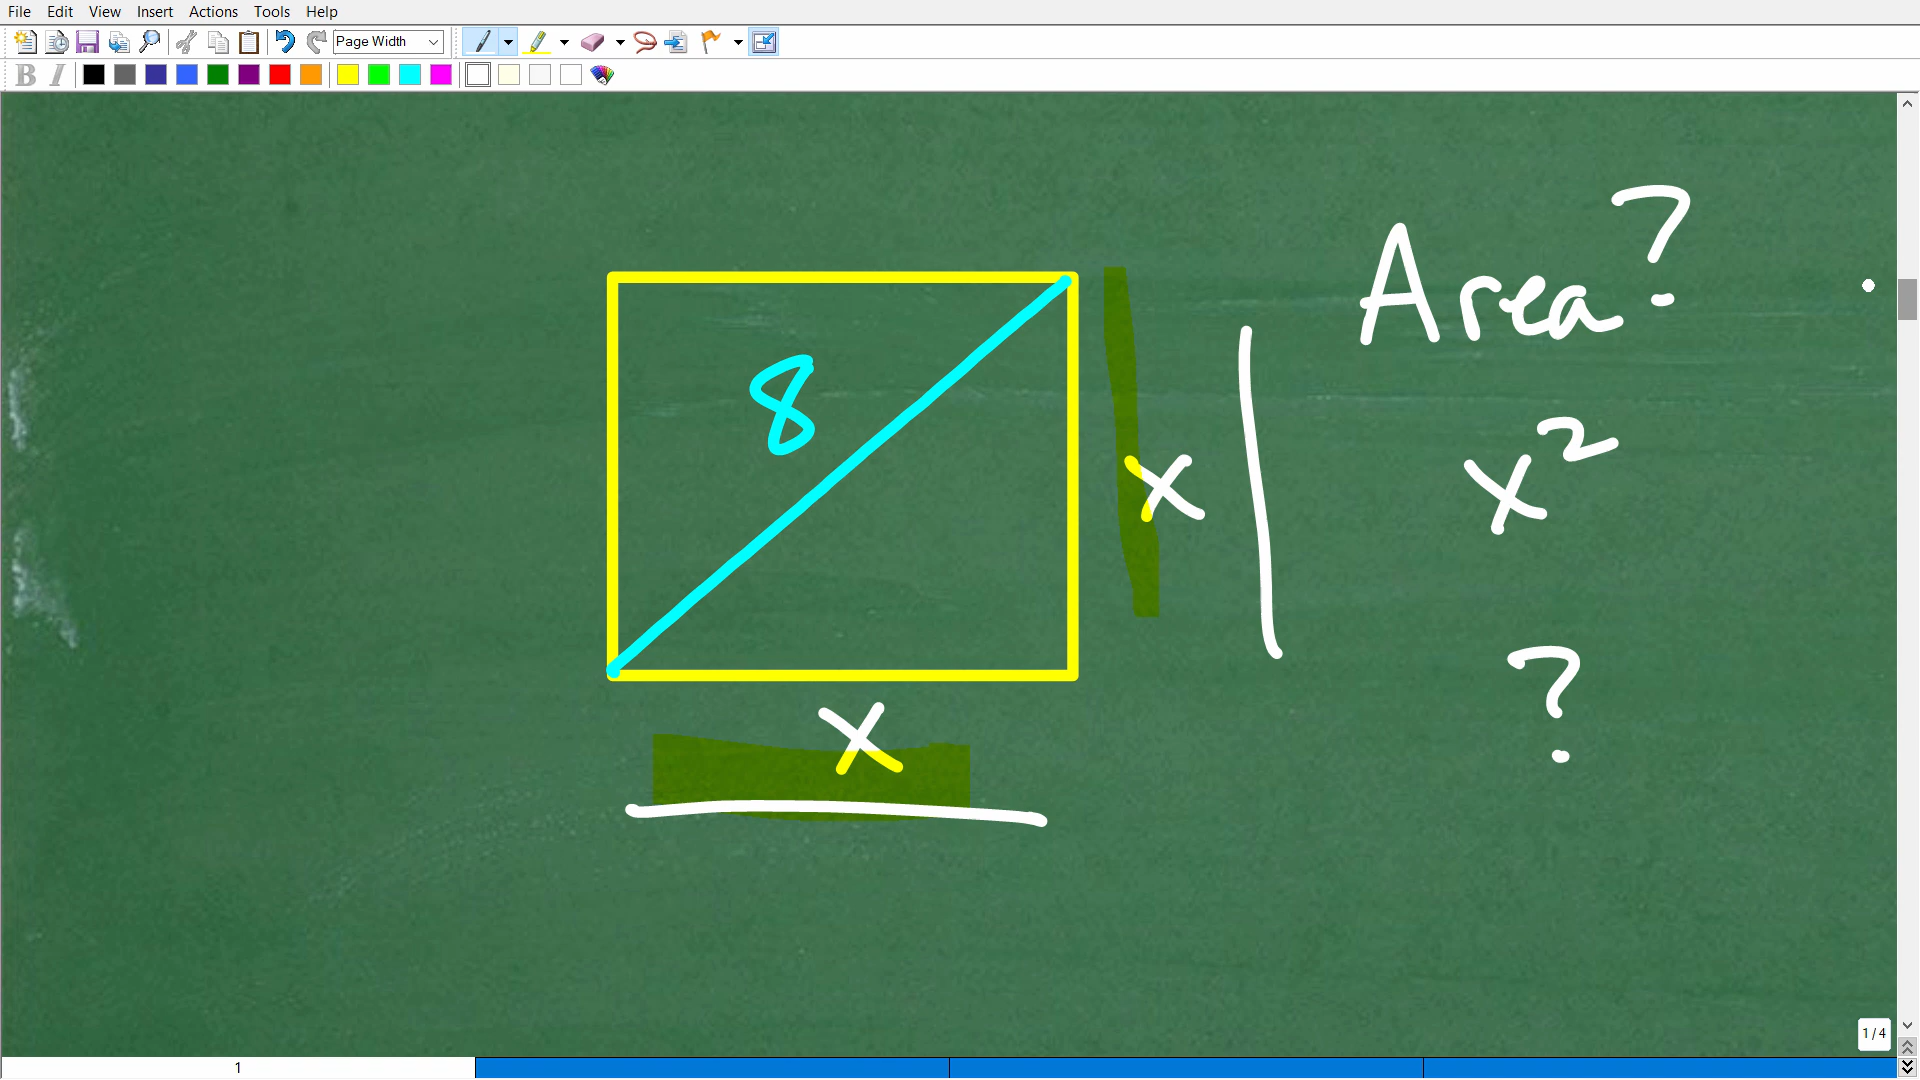 File Edit View Insert Actions Tools Help
Page Width
B I
Area?
8
x²
x
?
x
1 / 4
1